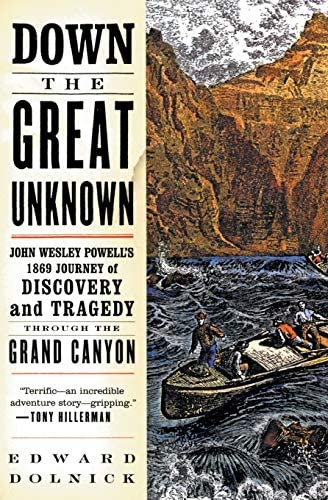 DOWN
THE
GREAT
UNKNOWN
JOHN WESLEY POWELL'S
1869 JOURNEY of
DISCOVERY
and TRAGEDY
THROUGH THE
GRAND CANYON
"Terrific—an incredible
adventure story—gripping."
—TONY HILLERMAN
EDWARD
DOLNICK